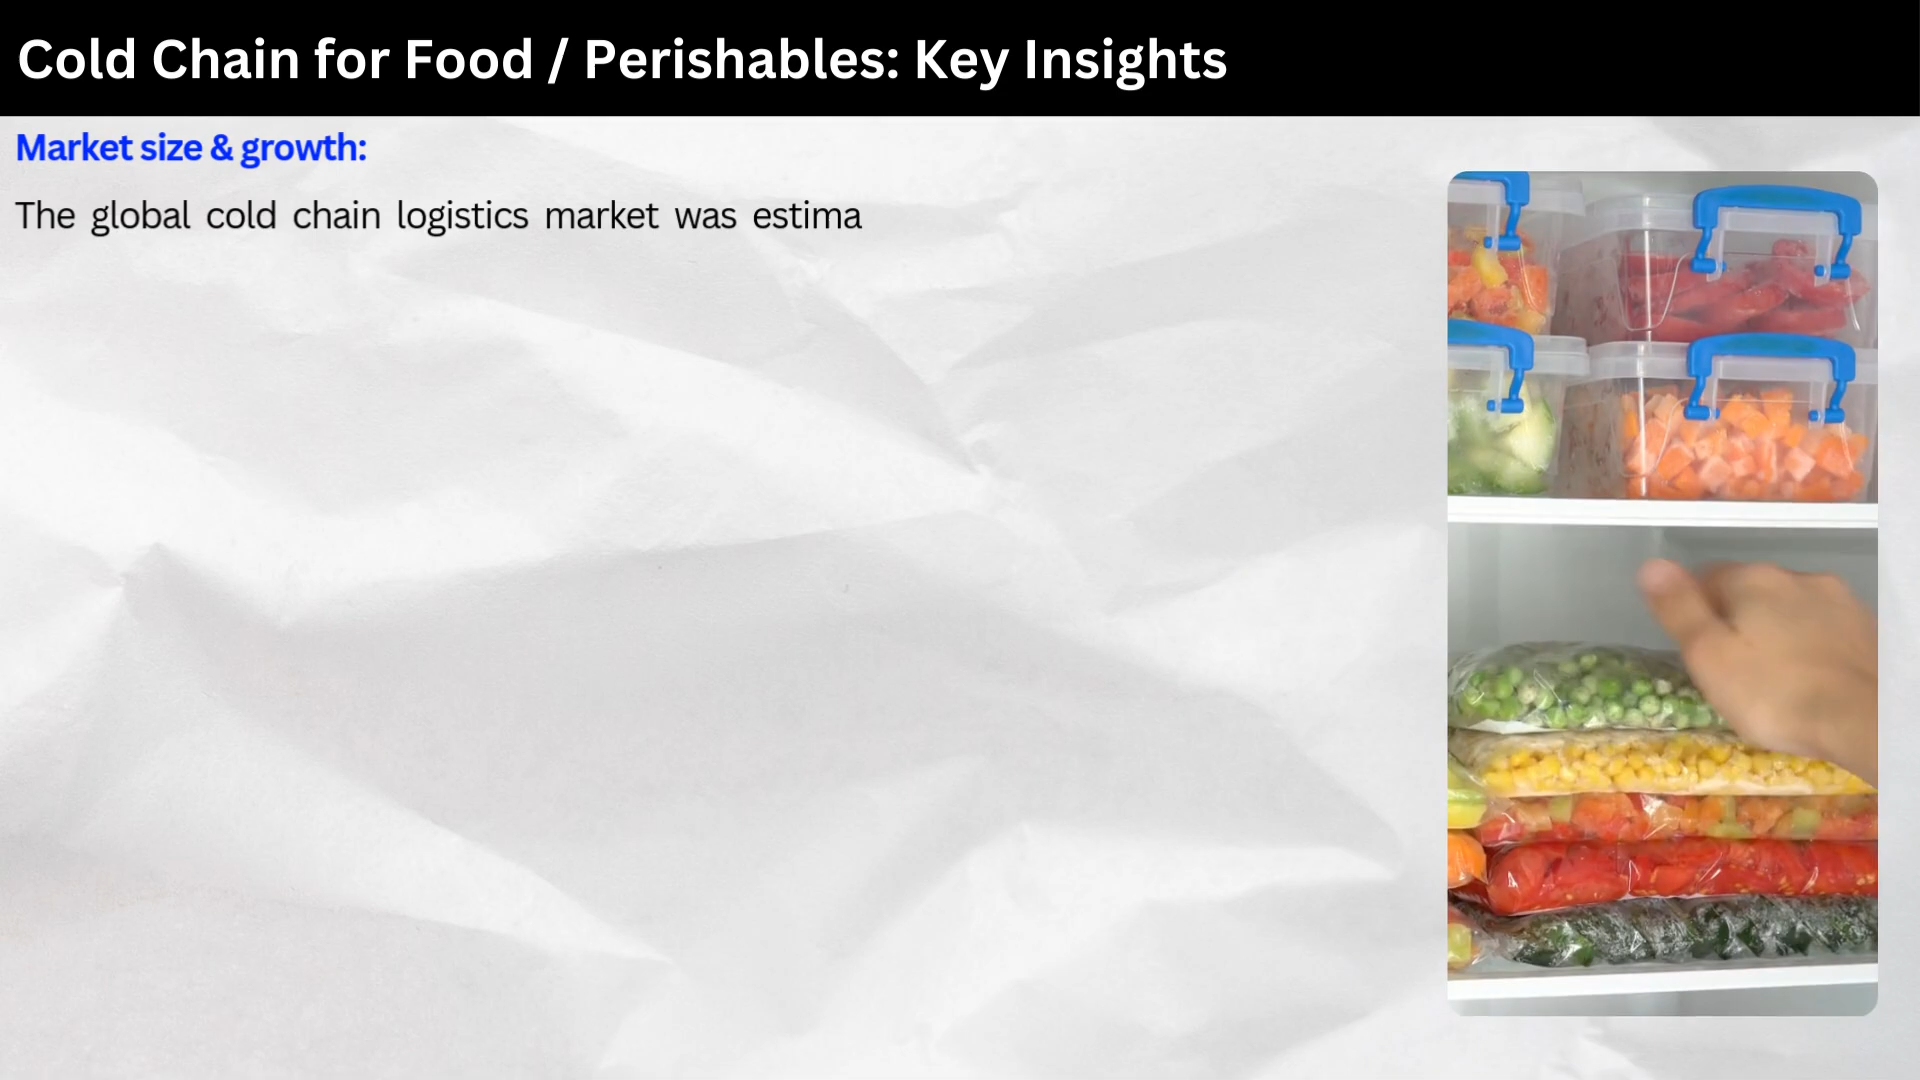 Cold Chain for Food / Perishables: Key Insights
Market size & growth:
The global cold chain logistics market was estima